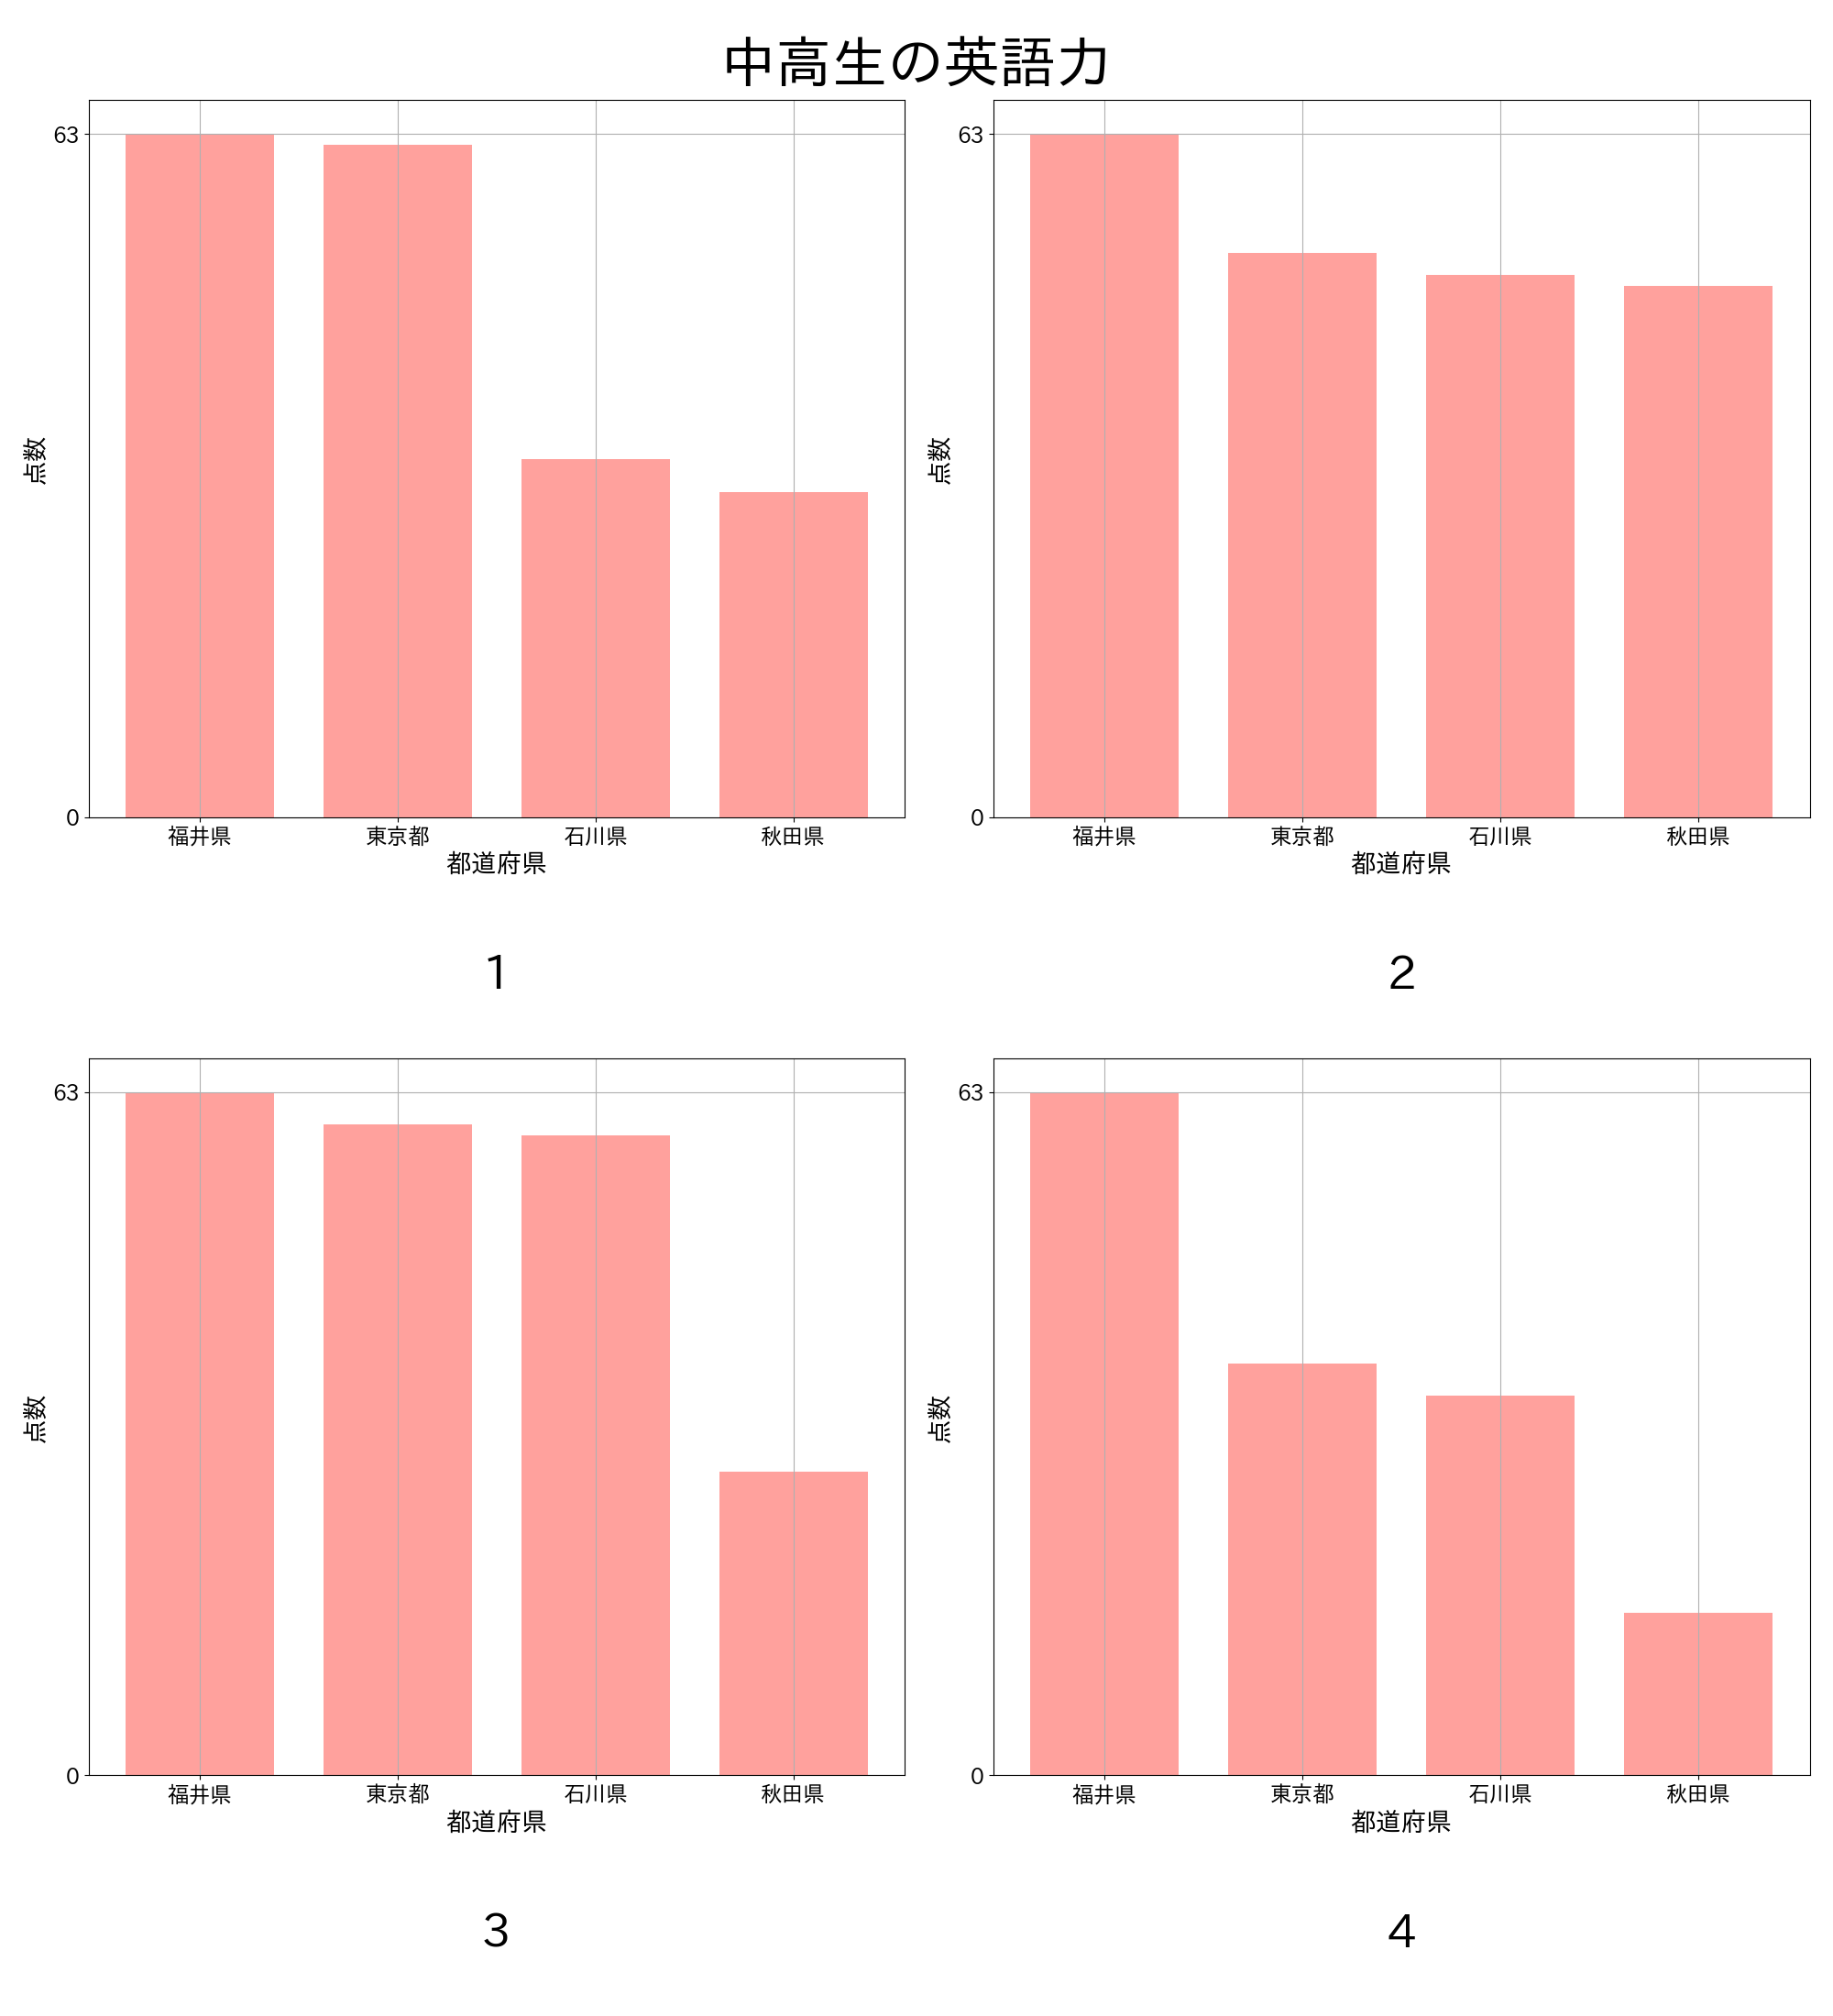 中高生の英語力
63
点数
0
福井県 東京都 石川県 秋田県
都道府県
1
63
点数
0
福井県 東京都 石川県 秋田県
都道府県
2
63
点数
0
福井県 東京都 石川県 秋田県
都道府県
3
63
点数
0
福井県 東京都 石川県 秋田県
都道府県
4